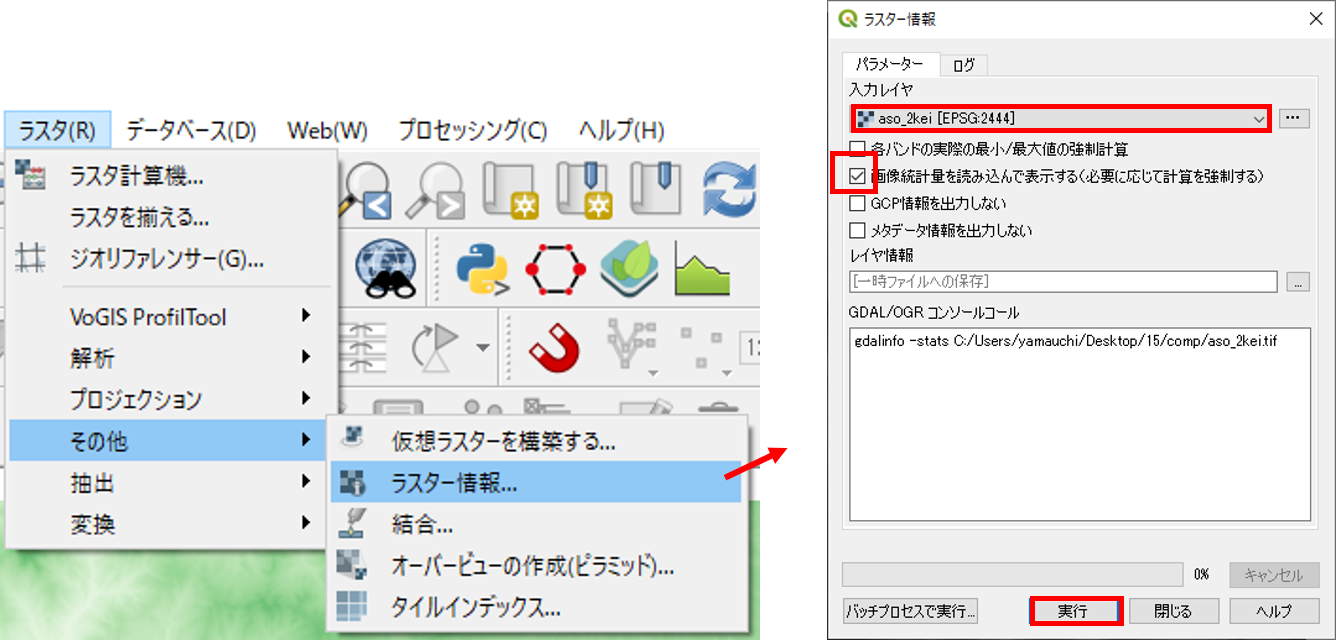 ラスタ(R) データベース(D) Web(W) プロセッシング(C) ヘルプ(H)
ラスタ計算機...
ラスタを揃える...
ジオリファレンサー(G)...
VoGIS ProfilTool
解析
プロジェクション
その他
抽出
変換
仮想ラスターを構築する...
ラスター情報...
結合...
オーバービューの作成(ピラミッド)...
タイルインデックス...
ラスター情報
パラメーター ログ
入力レイヤ
aso_2kei [EPSG:2444]
...
各バンドの実際の最小/最大値の強制計算
画像統計量を読み込んで表示する(必要に応じて計算を強制する)
GCP情報を出力しない
メタデータ情報を出力しない
レイヤ情報
[一時ファイルへの保存]
...
GDAL/OGR コンソールコール
gdalinfo -stats C:/Users/yamauchi/Desktop/15/comp/aso_2kei.tif
0% キャンセル
バッチプロセスで実行... 実行 閉じる ヘルプ